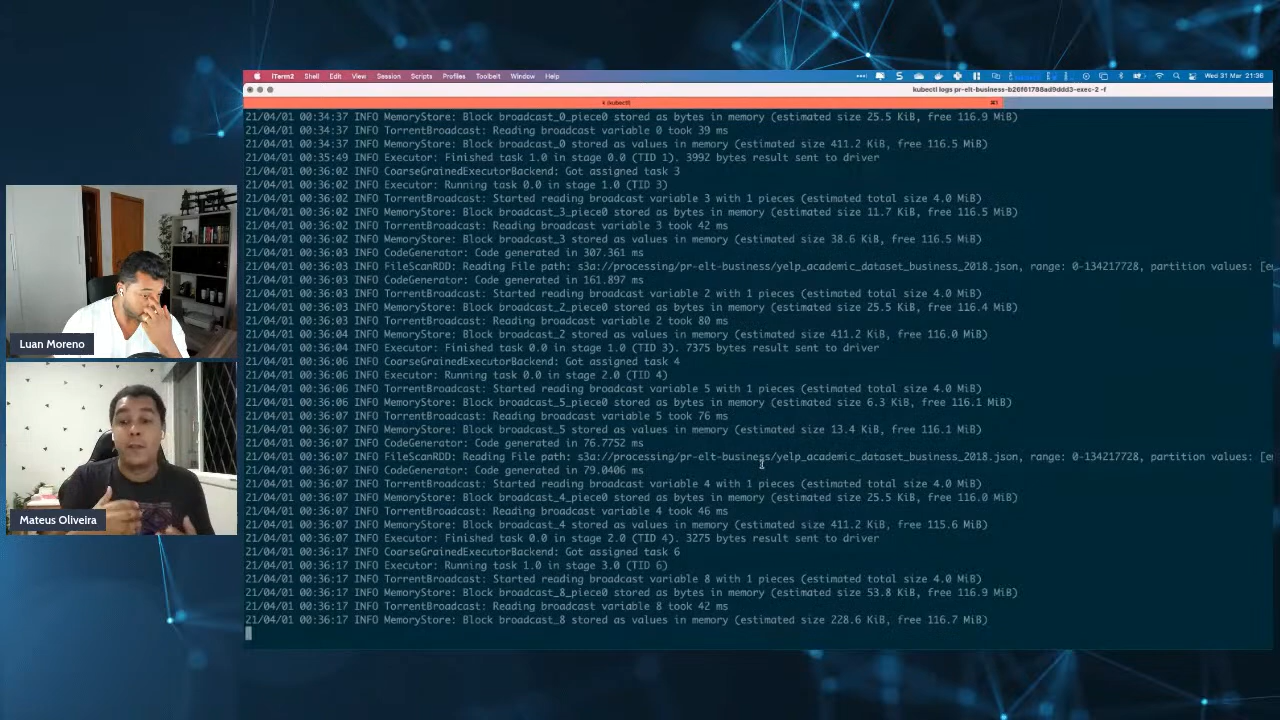 iTerm2 Shell Edit View Session Scripts Profiles Toolbelt Window Help
Wed 31 Mar 21:36
kubectl logs pr-elt-business-b26f61788ad9ddd3-exec-2 -f
(kubectl)
21/04/01 00:34:37 INFO MemoryStore: Block broadcast_0_piece0 stored as bytes in memory (estimated size 25.5 KiB, free 116.9 MiB)
21/04/01 00:34:37 INFO TorrentBroadcast: Reading broadcast variable 0 took 39 ms
21/04/01 00:34:37 INFO MemoryStore: Block broadcast_0 stored as values in memory (estimated size 411.2 KiB, free 116.5 MiB)
21/04/01 00:35:49 INFO Executor: Finished task 1.0 in stage 0.0 (TID 1). 3992 bytes result sent to driver
21/04/01 00:36:02 INFO CoarseGrainedExecutorBackend: Got assigned task 3
21/04/01 00:36:02 INFO Executor: Running task 0.0 in stage 1.0 (TID 3)
21/04/01 00:36:02 INFO TorrentBroadcast: Started reading broadcast variable 3 with 1 pieces (estimated total size 4.0 MiB)
21/04/01 00:36:02 INFO MemoryStore: Block broadcast_3_piece0 stored as bytes in memory (estimated size 11.7 KiB, free 116.5 MiB)
21/04/01 00:36:02 INFO TorrentBroadcast: Reading broadcast variable 3 took 42 ms
21/04/01 00:36:02 INFO MemoryStore: Block broadcast_3 stored as values in memory (estimated size 38.6 KiB, free 116.5 MiB)
21/04/01 00:36:03 INFO CodeGenerator: Code generated in 307.361 ms
21/04/01 00:36:03 INFO FileScanRDD: Reading File path: s3a://processing/pr-elt-business/yelp_academic_dataset_business_2018.json, range: 0-134217728, partition values: [e
21/04/01 00:36:03 INFO CodeGenerator: Code generated in 161.897 ms
21/04/01 00:36:03 INFO TorrentBroadcast: Started reading broadcast variable 2 with 1 pieces (estimated total size 4.0 MiB)
21/04/01 00:36:03 INFO MemoryStore: Block broadcast_2_piece0 stored as bytes in memory (estimated size 25.5 KiB, free 116.4 MiB)
21/04/01 00:36:03 INFO TorrentBroadcast: Reading broadcast variable 2 took 80 ms
21/04/01 00:36:04 INFO MemoryStore: Block broadcast_2 stored as values in memory (estimated size 411.2 KiB, free 116.0 MiB)
21/04/01 00:36:04 INFO Executor: Finished task 0.0 in stage 1.0 (TID 3). 7375 bytes result sent to driver
21/04/01 00:36:06 INFO CoarseGrainedExecutorBackend: Got assigned task 4
21/04/01 00:36:06 INFO Executor: Running task 0.0 in stage 2.0 (TID 4)
21/04/01 00:36:06 INFO TorrentBroadcast: Started reading broadcast variable 5 with 1 pieces (estimated total size 4.0 MiB)
21/04/01 00:36:06 INFO MemoryStore: Block broadcast_5_piece0 stored as bytes in memory (estimated size 6.3 KiB, free 116.1 MiB)
21/04/01 00:36:07 INFO TorrentBroadcast: Reading broadcast variable 5 took 76 ms
21/04/01 00:36:07 INFO MemoryStore: Block broadcast_5 stored as values in memory (estimated size 13.4 KiB, free 116.1 MiB)
21/04/01 00:36:07 INFO CodeGenerator: Code generated in 76.7752 ms
21/04/01 00:36:07 INFO FileScanRDD: Reading File path: s3a://processing/pr-elt-business/yelp_academic_dataset_business_2018.json, range: 0-134217728, partition values: [e
21/04/01 00:36:07 INFO CodeGenerator: Code generated in 79.0406 ms
21/04/01 00:36:07 INFO TorrentBroadcast: Started reading broadcast variable 4 with 1 pieces (estimated total size 4.0 MiB)
21/04/01 00:36:07 INFO MemoryStore: Block broadcast_4_piece0 stored as bytes in memory (estimated size 25.5 KiB, free 116.0 MiB)
21/04/01 00:36:07 INFO TorrentBroadcast: Reading broadcast variable 4 took 46 ms
21/04/01 00:36:07 INFO MemoryStore: Block broadcast_4 stored as values in memory (estimated size 411.2 KiB, free 115.6 MiB)
21/04/01 00:36:07 INFO Executor: Finished task 0.0 in stage 2.0 (TID 4). 3275 bytes result sent to driver
21/04/01 00:36:17 INFO CoarseGrainedExecutorBackend: Got assigned task 6
21/04/01 00:36:17 INFO Executor: Running task 1.0 in stage 3.0 (TID 6)
21/04/01 00:36:17 INFO TorrentBroadcast: Started reading broadcast variable 8 with 1 pieces (estimated total size 4.0 MiB)
21/04/01 00:36:17 INFO MemoryStore: Block broadcast_8_piece0 stored as bytes in memory (estimated size 53.8 KiB, free 116.9 MiB)
21/04/01 00:36:17 INFO TorrentBroadcast: Reading broadcast variable 8 took 42 ms
21/04/01 00:36:17 INFO MemoryStore: Block broadcast_8 stored as values in memory (estimated size 228.6 KiB, free 116.7 MiB)
Luan Moreno
Mateus Oliveira